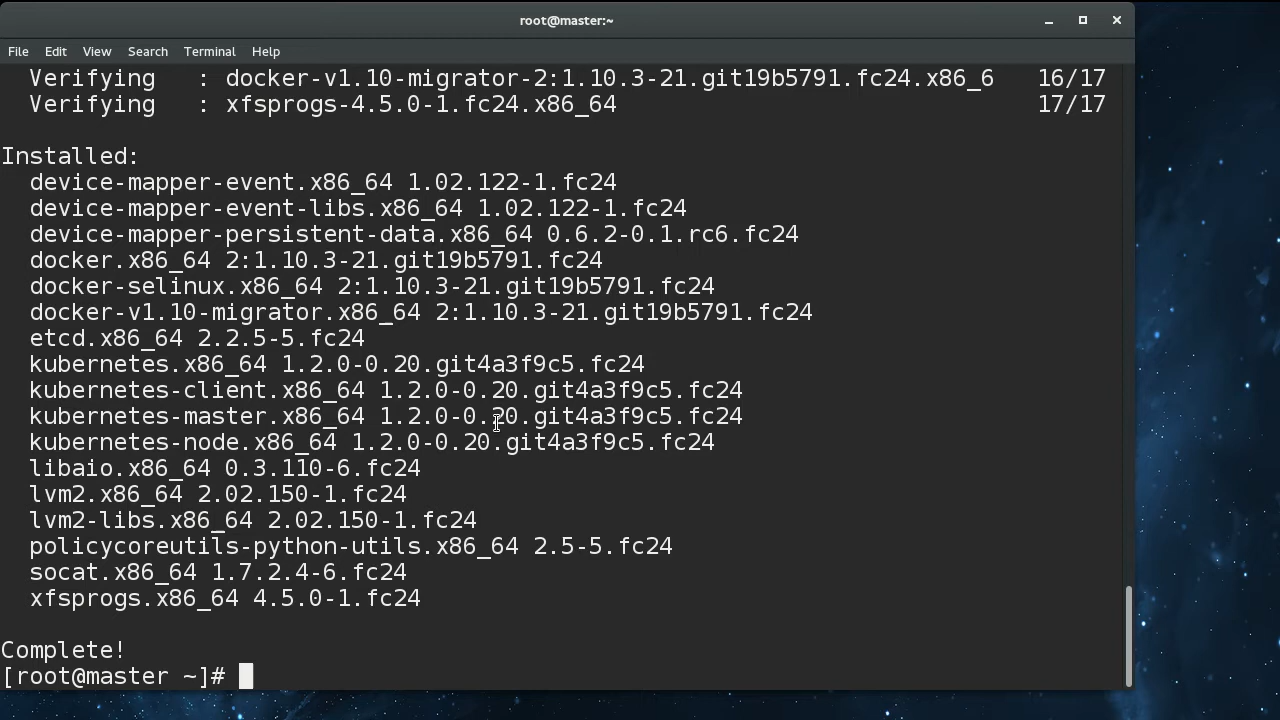 root@master:~
File Edit View Search Terminal Help
Verifying : docker-v1.10-migrator-2:1.10.3-21.git19b5791.fc24.x86_6 16/17
Verifying : xfsprogs-4.5.0-1.fc24.x86_64 17/17
Installed:
device-mapper-event.x86_64 1.02.122-1.fc24
device-mapper-event-libs.x86_64 1.02.122-1.fc24
device-mapper-persistent-data.x86_64 0.6.2-0.1.rc6.fc24
docker.x86_64 2:1.10.3-21.git19b5791.fc24
docker-selinux.x86_64 2:1.10.3-21.git19b5791.fc24
docker-v1.10-migrator.x86_64 2:1.10.3-21.git19b5791.fc24
etcd.x86_64 2.2.5-5.fc24
kubernetes.x86_64 1.2.0-0.20.git4a3f9c5.fc24
kubernetes-client.x86_64 1.2.0-0.20.git4a3f9c5.fc24
kubernetes-master.x86_64 1.2.0-0.20.git4a3f9c5.fc24
kubernetes-node.x86_64 1.2.0-0.20.git4a3f9c5.fc24
libaio.x86_64 0.3.110-6.fc24
lvm2.x86_64 2.02.150-1.fc24
lvm2-libs.x86_64 2.02.150-1.fc24
policycoreutils-python-utils.x86_64 2.5-5.fc24
socat.x86_64 1.7.2.4-6.fc24
xfsprogs.x86_64 4.5.0-1.fc24
Complete!
[root@master ~]#